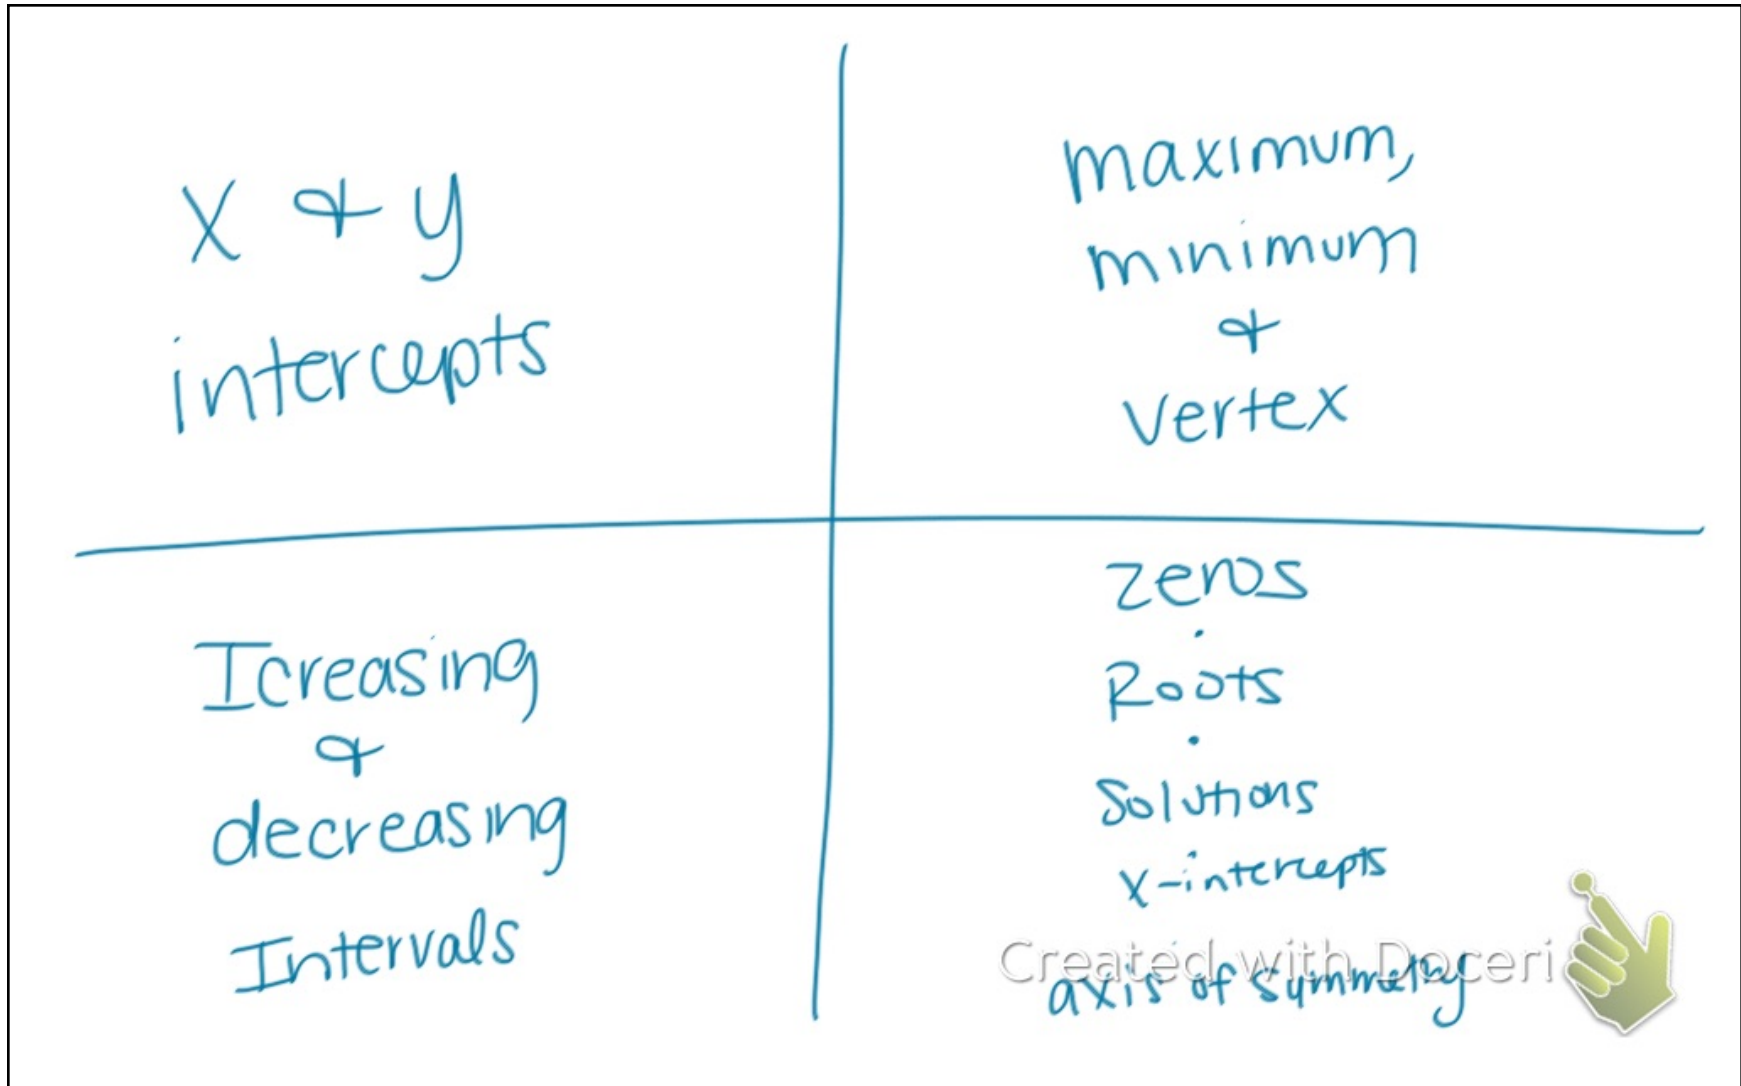 X & y
intercepts
maximum,
minimum
&
vertex
Icreasing
&
decreasing
Intervals
zeros
Roots
Solutions
x-intercepts
Created with Doceri
axis of symmetry